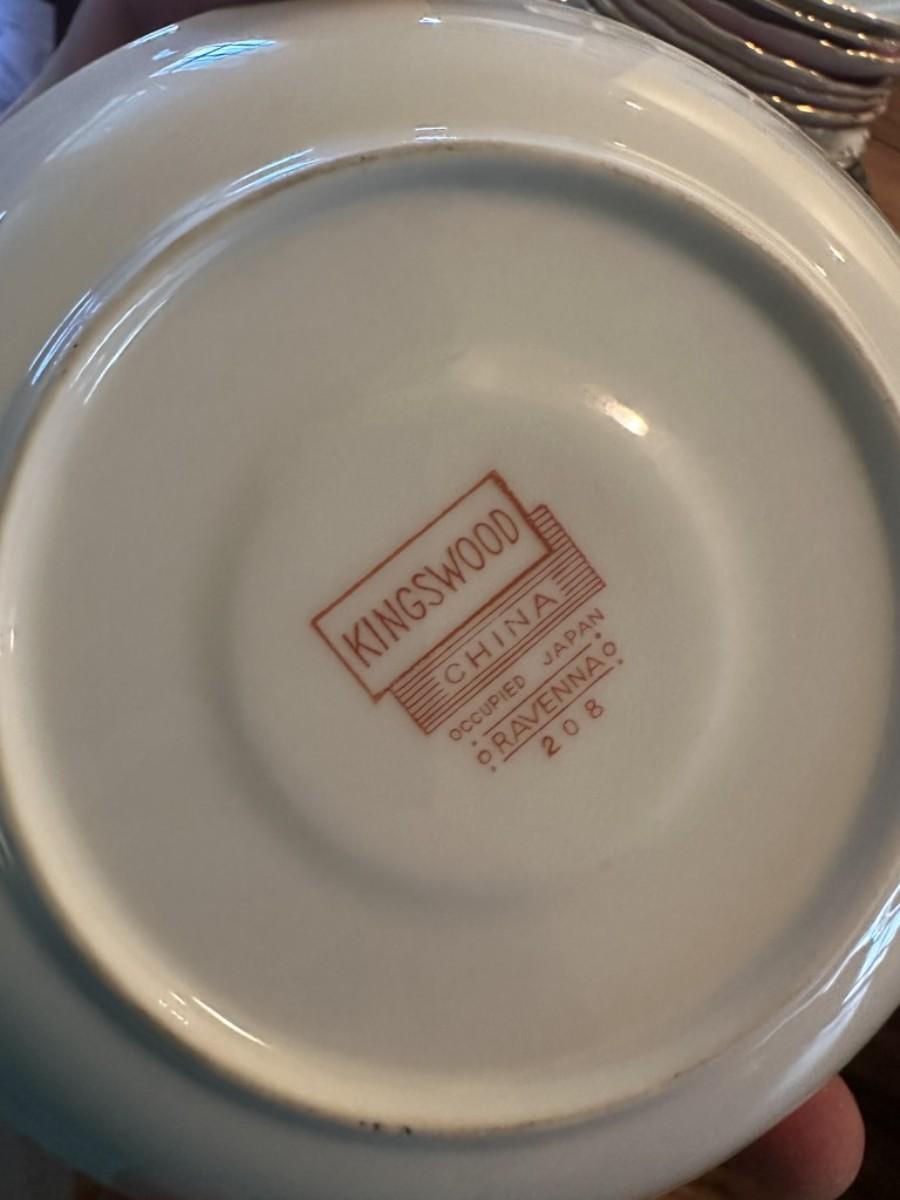 KINGSWOOD
CHINA
OCCUPIED JAPAN
RAVENNA
208